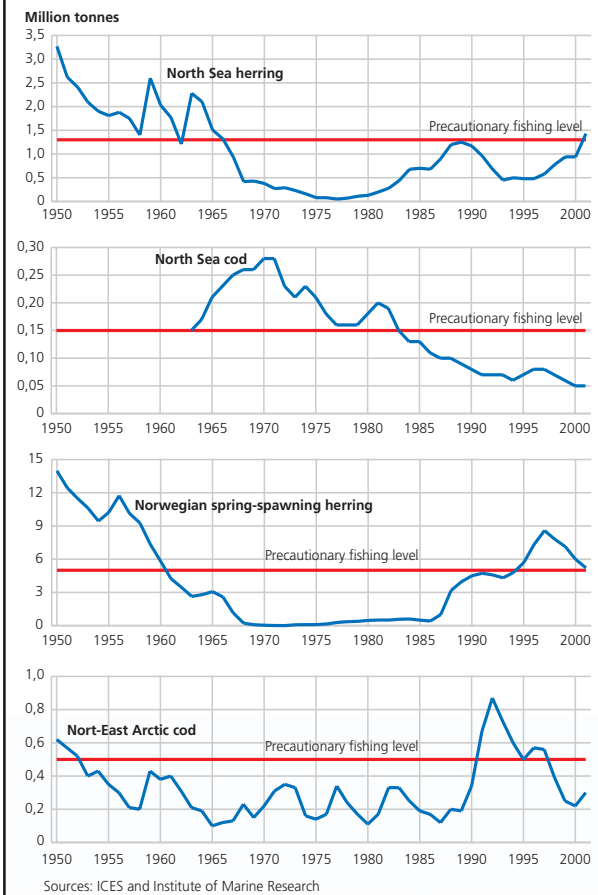 Million tonnes
3,5
3,0
2,5
2,0
1,5
1,0
0,5
0
North Sea herring
Precautionary fishing level
1950 1955 1960 1965 1970 1975 1980 1985 1990 1995 2000
0,30
0,25
0,20
0,15
0,10
0,05
0
North Sea cod
Precautionary fishing level
1950 1955 1960 1965 1970 1975 1980 1985 1990 1995 2000
15
12
9
6
3
0
Norwegian spring-spawning herring
Precautionary fishing level
1950 1955 1960 1965 1970 1975 1980 1985 1990 1995 2000
1,0
0,8
0,6
0,4
0,2
0
Nort-East Arctic cod
Precautionary fishing level
1950 1955 1960 1965 1970 1975 1980 1985 1990 1995 2000
Sources: ICES and Institute of Marine Research